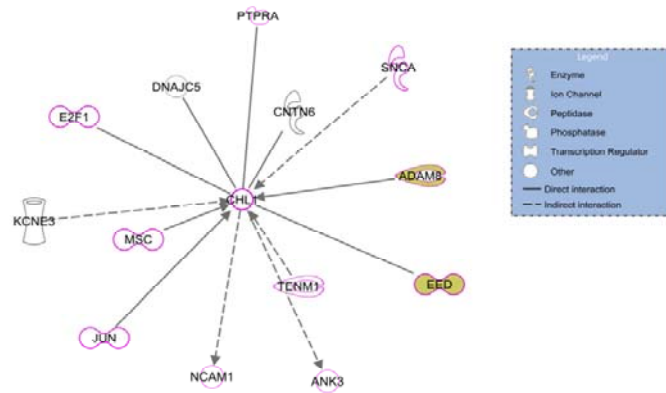 PTPRA
SNCA
DNAJC5
CNTN6
E2F1
ADAM8
CHL1
KCNE3
MSC
TENM1
EED
JUN
NCAM1
ANK3
Legend
Enzyme
Ion Channel
Peptidase
Phosphatase
Transcription Regulator
Other
Direct interaction
Indirect interaction